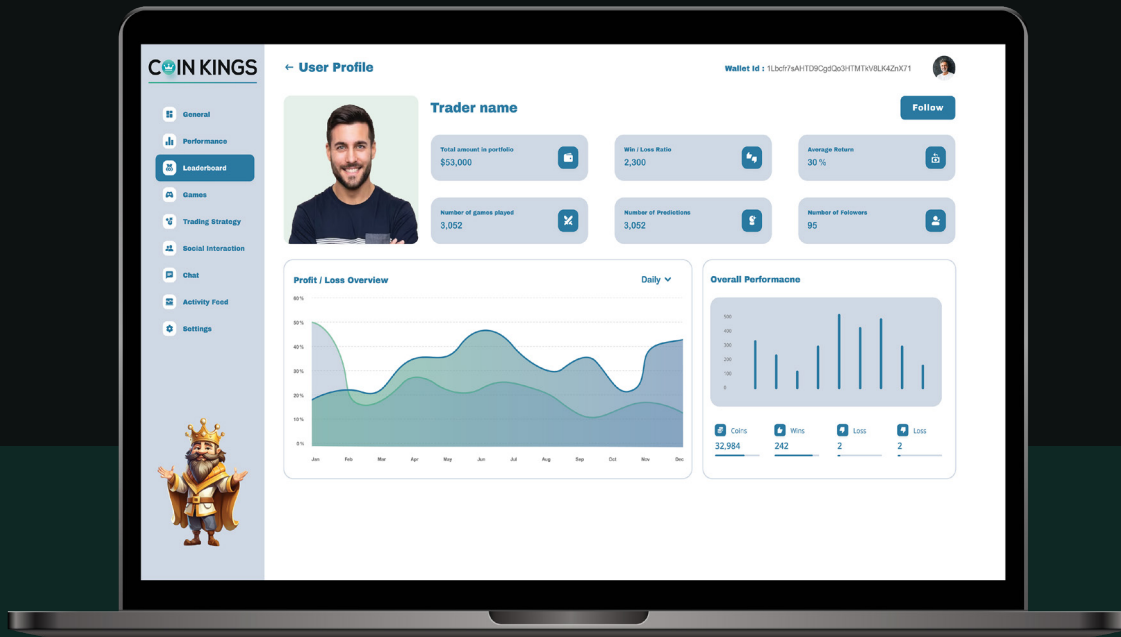 COIN KINGS
General
Performance
Leaderboard
Games
Trading Strategy
Social Interaction
Chat
Activity Feed
Settings
← User Profile
Wallet Id : 1Lbcfr7sAHTD9CgdQo3HTMTkV8LK4ZnX71
Trader name
Follow
Total amount in portfolio
$53,000
Win / Loss Ratio
2,300
Average Return
30 %
Number of games played
3,052
Number of Predistions
3,052
Number of Folowers
95
Profit / Loss Overview
Daily
60 %
50 %
40 %
30 %
20 %
10 %
0 %
Jan Feb Mar Apr May Jun Jul Aug Sep Oct Nov Dec
Overall Performacne
500
400
300
200
100
0
Coins
32,984
Wins
242
Loss
2
Loss
2